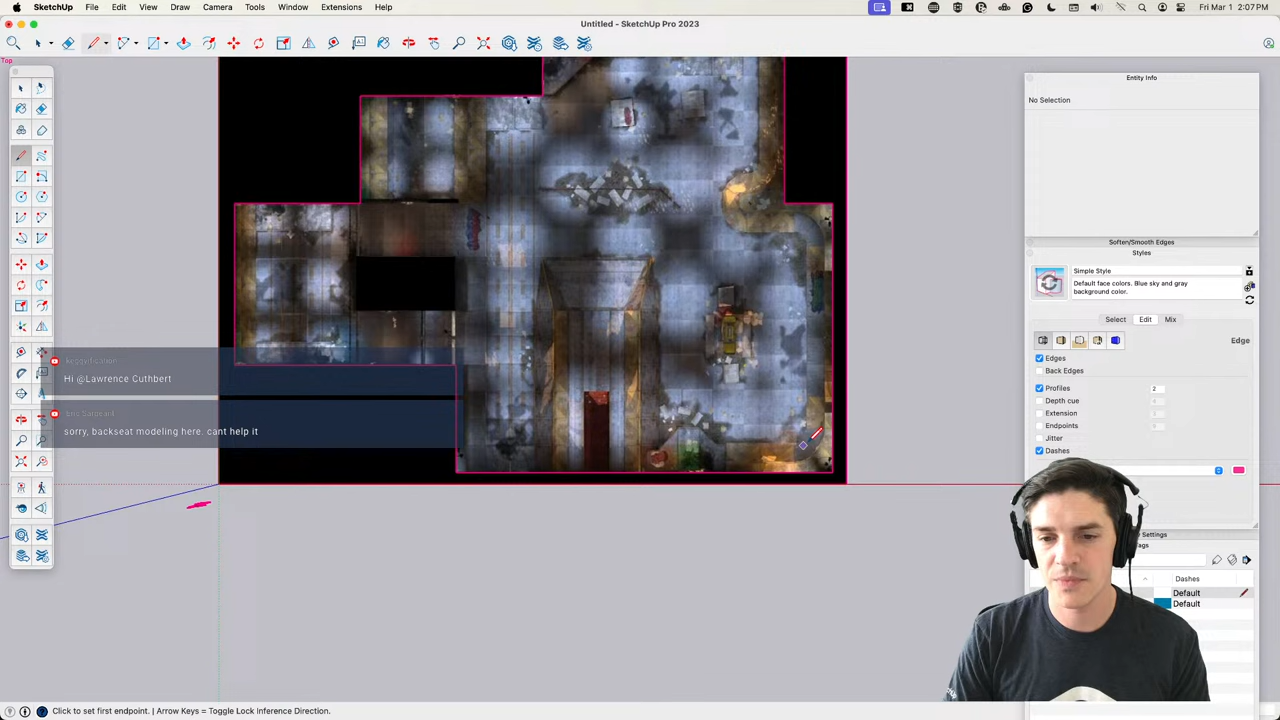 SketchUp File Edit View Draw Camera Tools Window Extensions Help
Fri Mar 1 2:07 PM
Untitled - SketchUp Pro 2023
Top
Entity Info
No Selection
Soften/Smooth Edges
Styles
Simple Style
Default face colors. Blue sky and gray
background color.
Select Edit Mix
Edge
Edges
Back Edges
Profiles 2
Depth cue
Extension
Endpoints
Jitter
Dashes
Hi @Lawrence Cuthbert
sorry, backseat modeling here. cant help it
Settings
Tags
Dashes
Default
Default
Click to set first endpoint. | Arrow Keys = Toggle Lock Inference Direction.